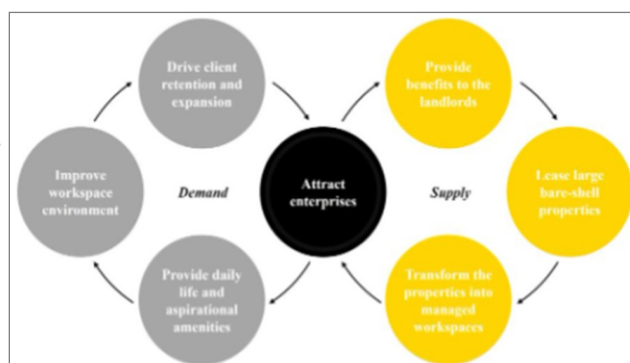 Drive client
retention and
expansion
Provide
benefits to the
landlords
Improve
workspace
environment
Demand
Attract
enterprises
Supply
Lease large
bare-shell
properties
Provide daily
life and
aspirational
amenities
Transform the
properties into
managed
workspaces